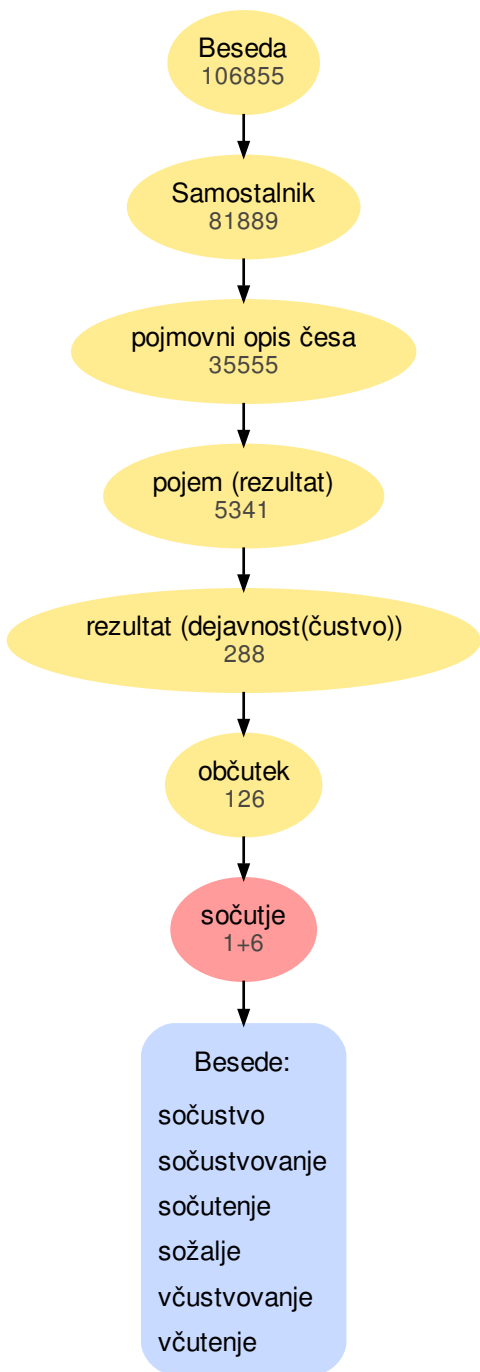 Beseda
106855
Samostalnik
81889
pojmovni opis česa
35555
pojem (rezultat)
5341
rezultat (dejavnost(čustvo))
288
občutek
126
sočutje
1+6
Besede:
sočustvo
sočustvovanje
sočutenje
sožalje
včustvovanje
včutenje